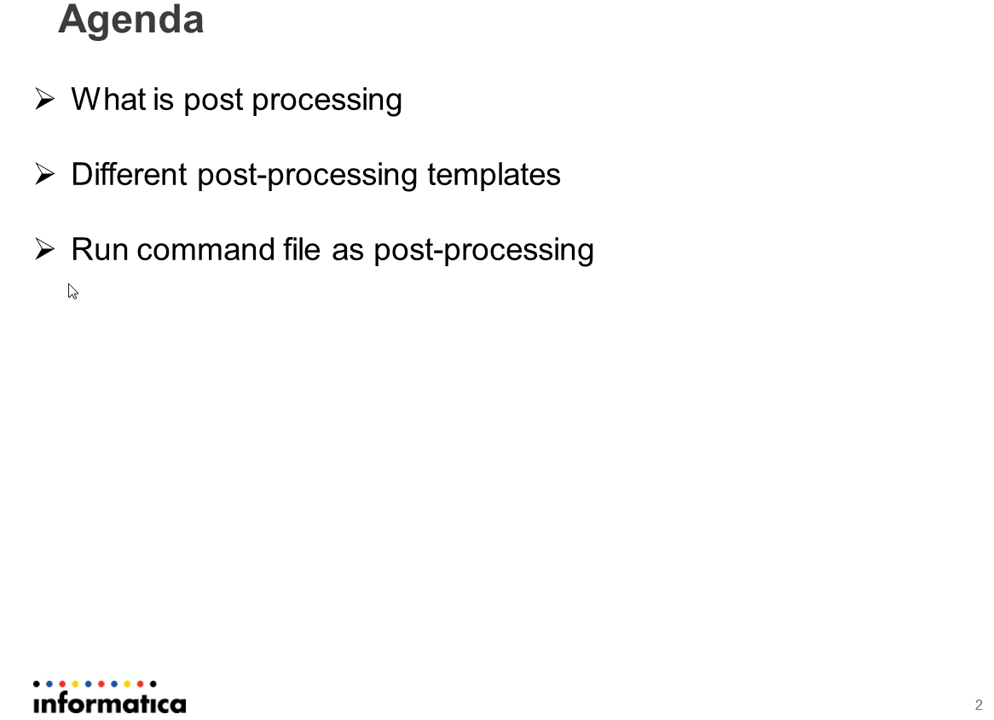 Agenda
What is post processing
Different post-processing templates
Run command file as post-processing
informatica
2